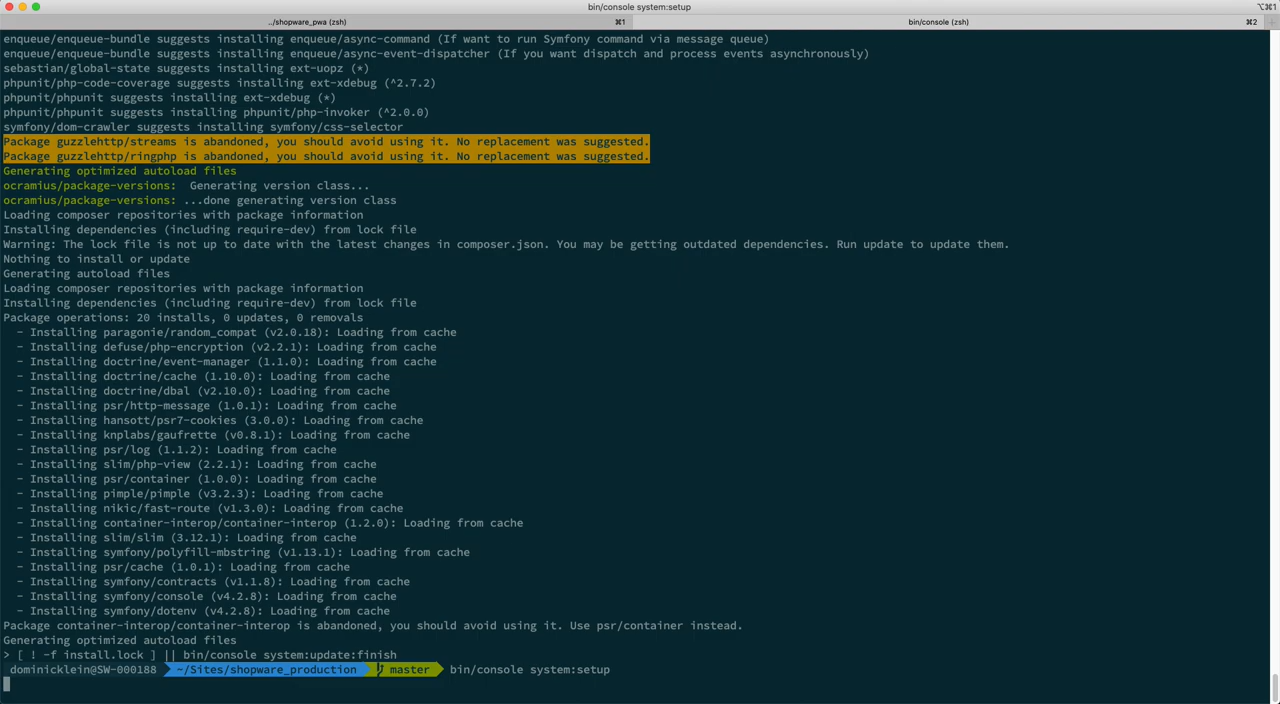 bin/console system:setup
⌥⌘1
../shopware_pwa (zsh)
⌘1
bin/console (zsh)
⌘2
enqueue/enqueue-bundle suggests installing enqueue/async-command (If want to run Symfony command via message queue)
enqueue/enqueue-bundle suggests installing enqueue/async-event-dispatcher (If you want dispatch and process events asynchronously)
sebastian/global-state suggests installing ext-uopz (*)
phpunit/php-code-coverage suggests installing ext-xdebug (^2.7.2)
phpunit/phpunit suggests installing ext-xdebug (*)
phpunit/phpunit suggests installing phpunit/php-invoker (^2.0.0)
symfony/dom-crawler suggests installing symfony/css-selector
Package guzzlehttp/streams is abandoned, you should avoid using it. No replacement was suggested.
Package guzzlehttp/ringphp is abandoned, you should avoid using it. No replacement was suggested.
Generating optimized autoload files
ocramius/package-versions:  Generating version class...
ocramius/package-versions: ...done generating version class
Loading composer repositories with package information
Installing dependencies (including require-dev) from lock file
Warning: The lock file is not up to date with the latest changes in composer.json. You may be getting outdated dependencies. Run update to update them.
Nothing to install or update
Generating autoload files
Loading composer repositories with package information
Installing dependencies (including require-dev) from lock file
Package operations: 20 installs, 0 updates, 0 removals
- Installing paragonie/random_compat (v2.0.18): Loading from cache
- Installing defuse/php-encryption (v2.2.1): Loading from cache
- Installing doctrine/event-manager (1.1.0): Loading from cache
- Installing doctrine/cache (1.10.0): Loading from cache
- Installing doctrine/dbal (v2.10.0): Loading from cache
- Installing psr/http-message (1.0.1): Loading from cache
- Installing hansott/psr7-cookies (3.0.0): Loading from cache
- Installing knplabs/gaufrette (v0.8.1): Loading from cache
- Installing psr/log (1.1.2): Loading from cache
- Installing slim/php-view (2.2.1): Loading from cache
- Installing psr/container (1.0.0): Loading from cache
- Installing pimple/pimple (v3.2.3): Loading from cache
- Installing nikic/fast-route (v1.3.0): Loading from cache
- Installing container-interop/container-interop (1.2.0): Loading from cache
- Installing slim/slim (3.12.1): Loading from cache
- Installing symfony/polyfill-mbstring (v1.13.1): Loading from cache
- Installing psr/cache (1.0.1): Loading from cache
- Installing symfony/contracts (v1.1.8): Loading from cache
- Installing symfony/console (v4.2.8): Loading from cache
- Installing symfony/dotenv (v4.2.8): Loading from cache
Package container-interop/container-interop is abandoned, you should avoid using it. Use psr/container instead.
Generating optimized autoload files
> [ ! -f install.lock ] || bin/console system:update:finish
dominicklein@SW-000188 ~/Sites/shopware_production master bin/console system:setup